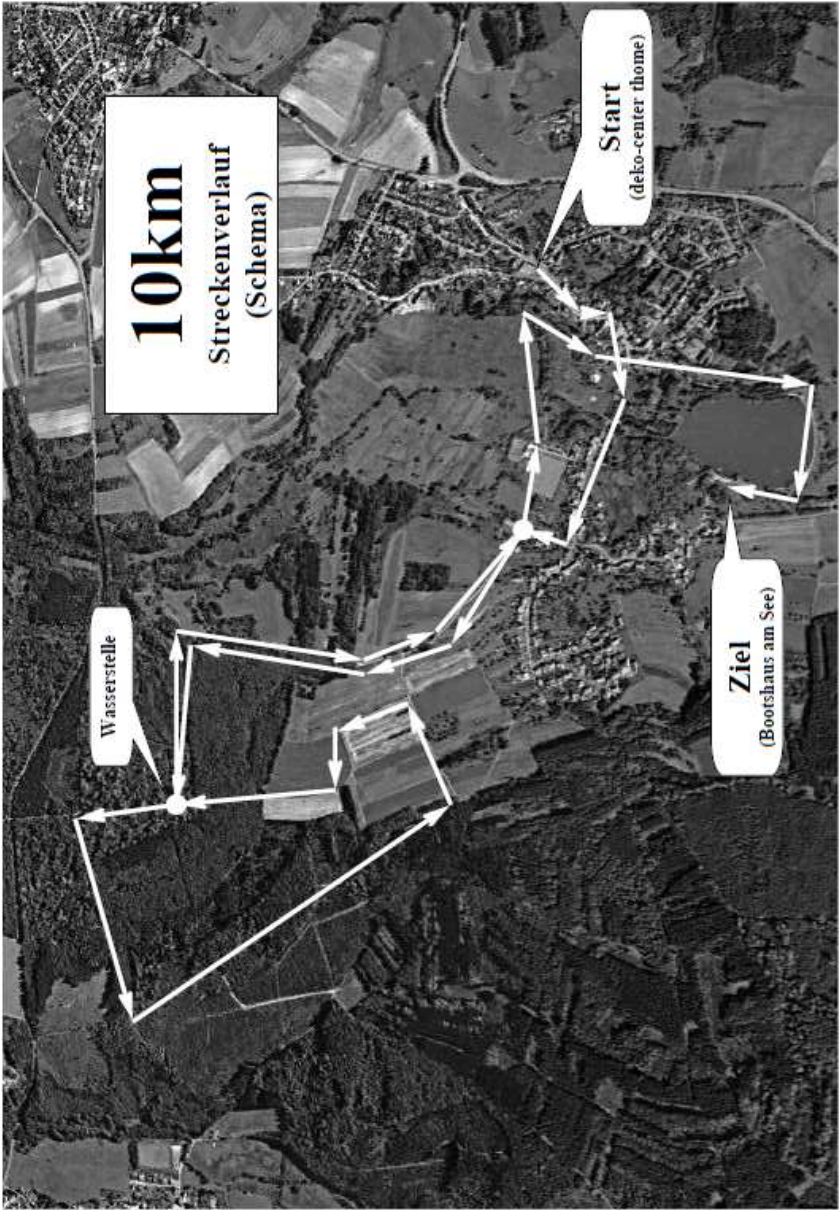 10km
Streckenverlauf
(Schema)
Start
(deko-center thome)
Wasserstelle
Ziel
(Bootshaus am See)